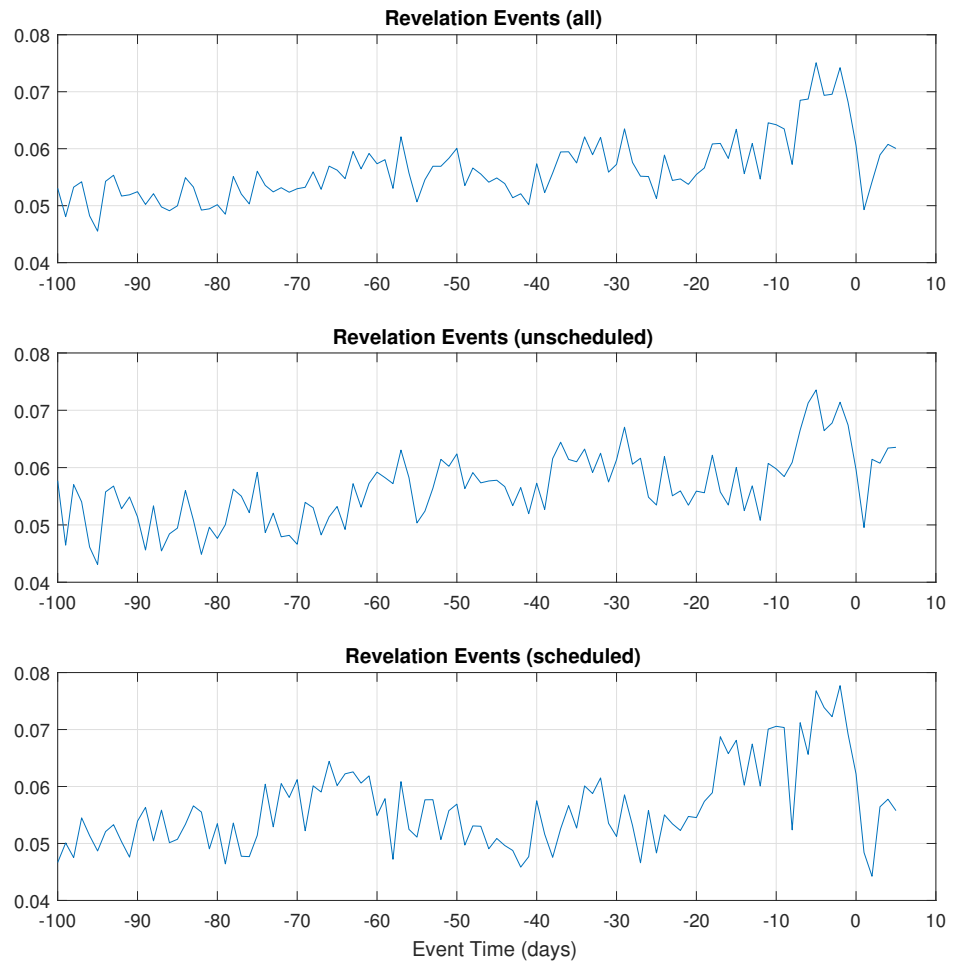 Revelation Events (all)
0.08
0.07
0.06
0.05
0.04
-100 -90 -80 -70 -60 -50 -40 -30 -20 -10 0 10
Revelation Events (unscheduled)
0.08
0.07
0.06
0.05
0.04
-100 -90 -80 -70 -60 -50 -40 -30 -20 -10 0 10
Revelation Events (scheduled)
0.08
0.07
0.06
0.05
0.04
-100 -90 -80 -70 -60 -50 -40 -30 -20 -10 0 10
Event Time (days)